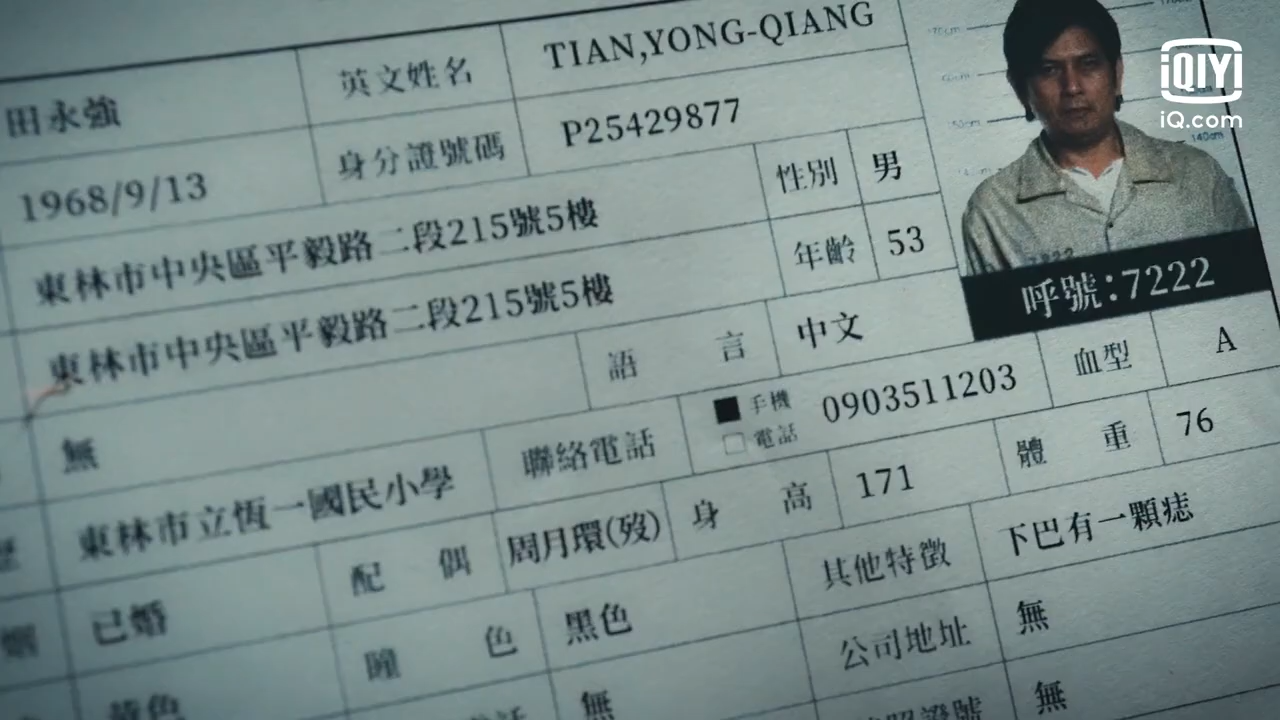 田永強 英文姓名 TIAN,YONG-QIANG
1968/9/13 身分證號碼 P25429877
東林市中央區平毅路二段215號5樓 性別 男
東林市中央區平毅路二段215號5樓 年齡 53
語言 中文
無 聯絡電話 手機 電話 0903511203 血型 A
東林市立恆一國民小學 身高 171 體重 76
已婚 配偶 周月環(歿) 其他特徵 下巴有一顆痣
瞳色 黑色 公司地址 無
黃色 無 無
呼號:7222
iQIYI
iQ.com
140cm